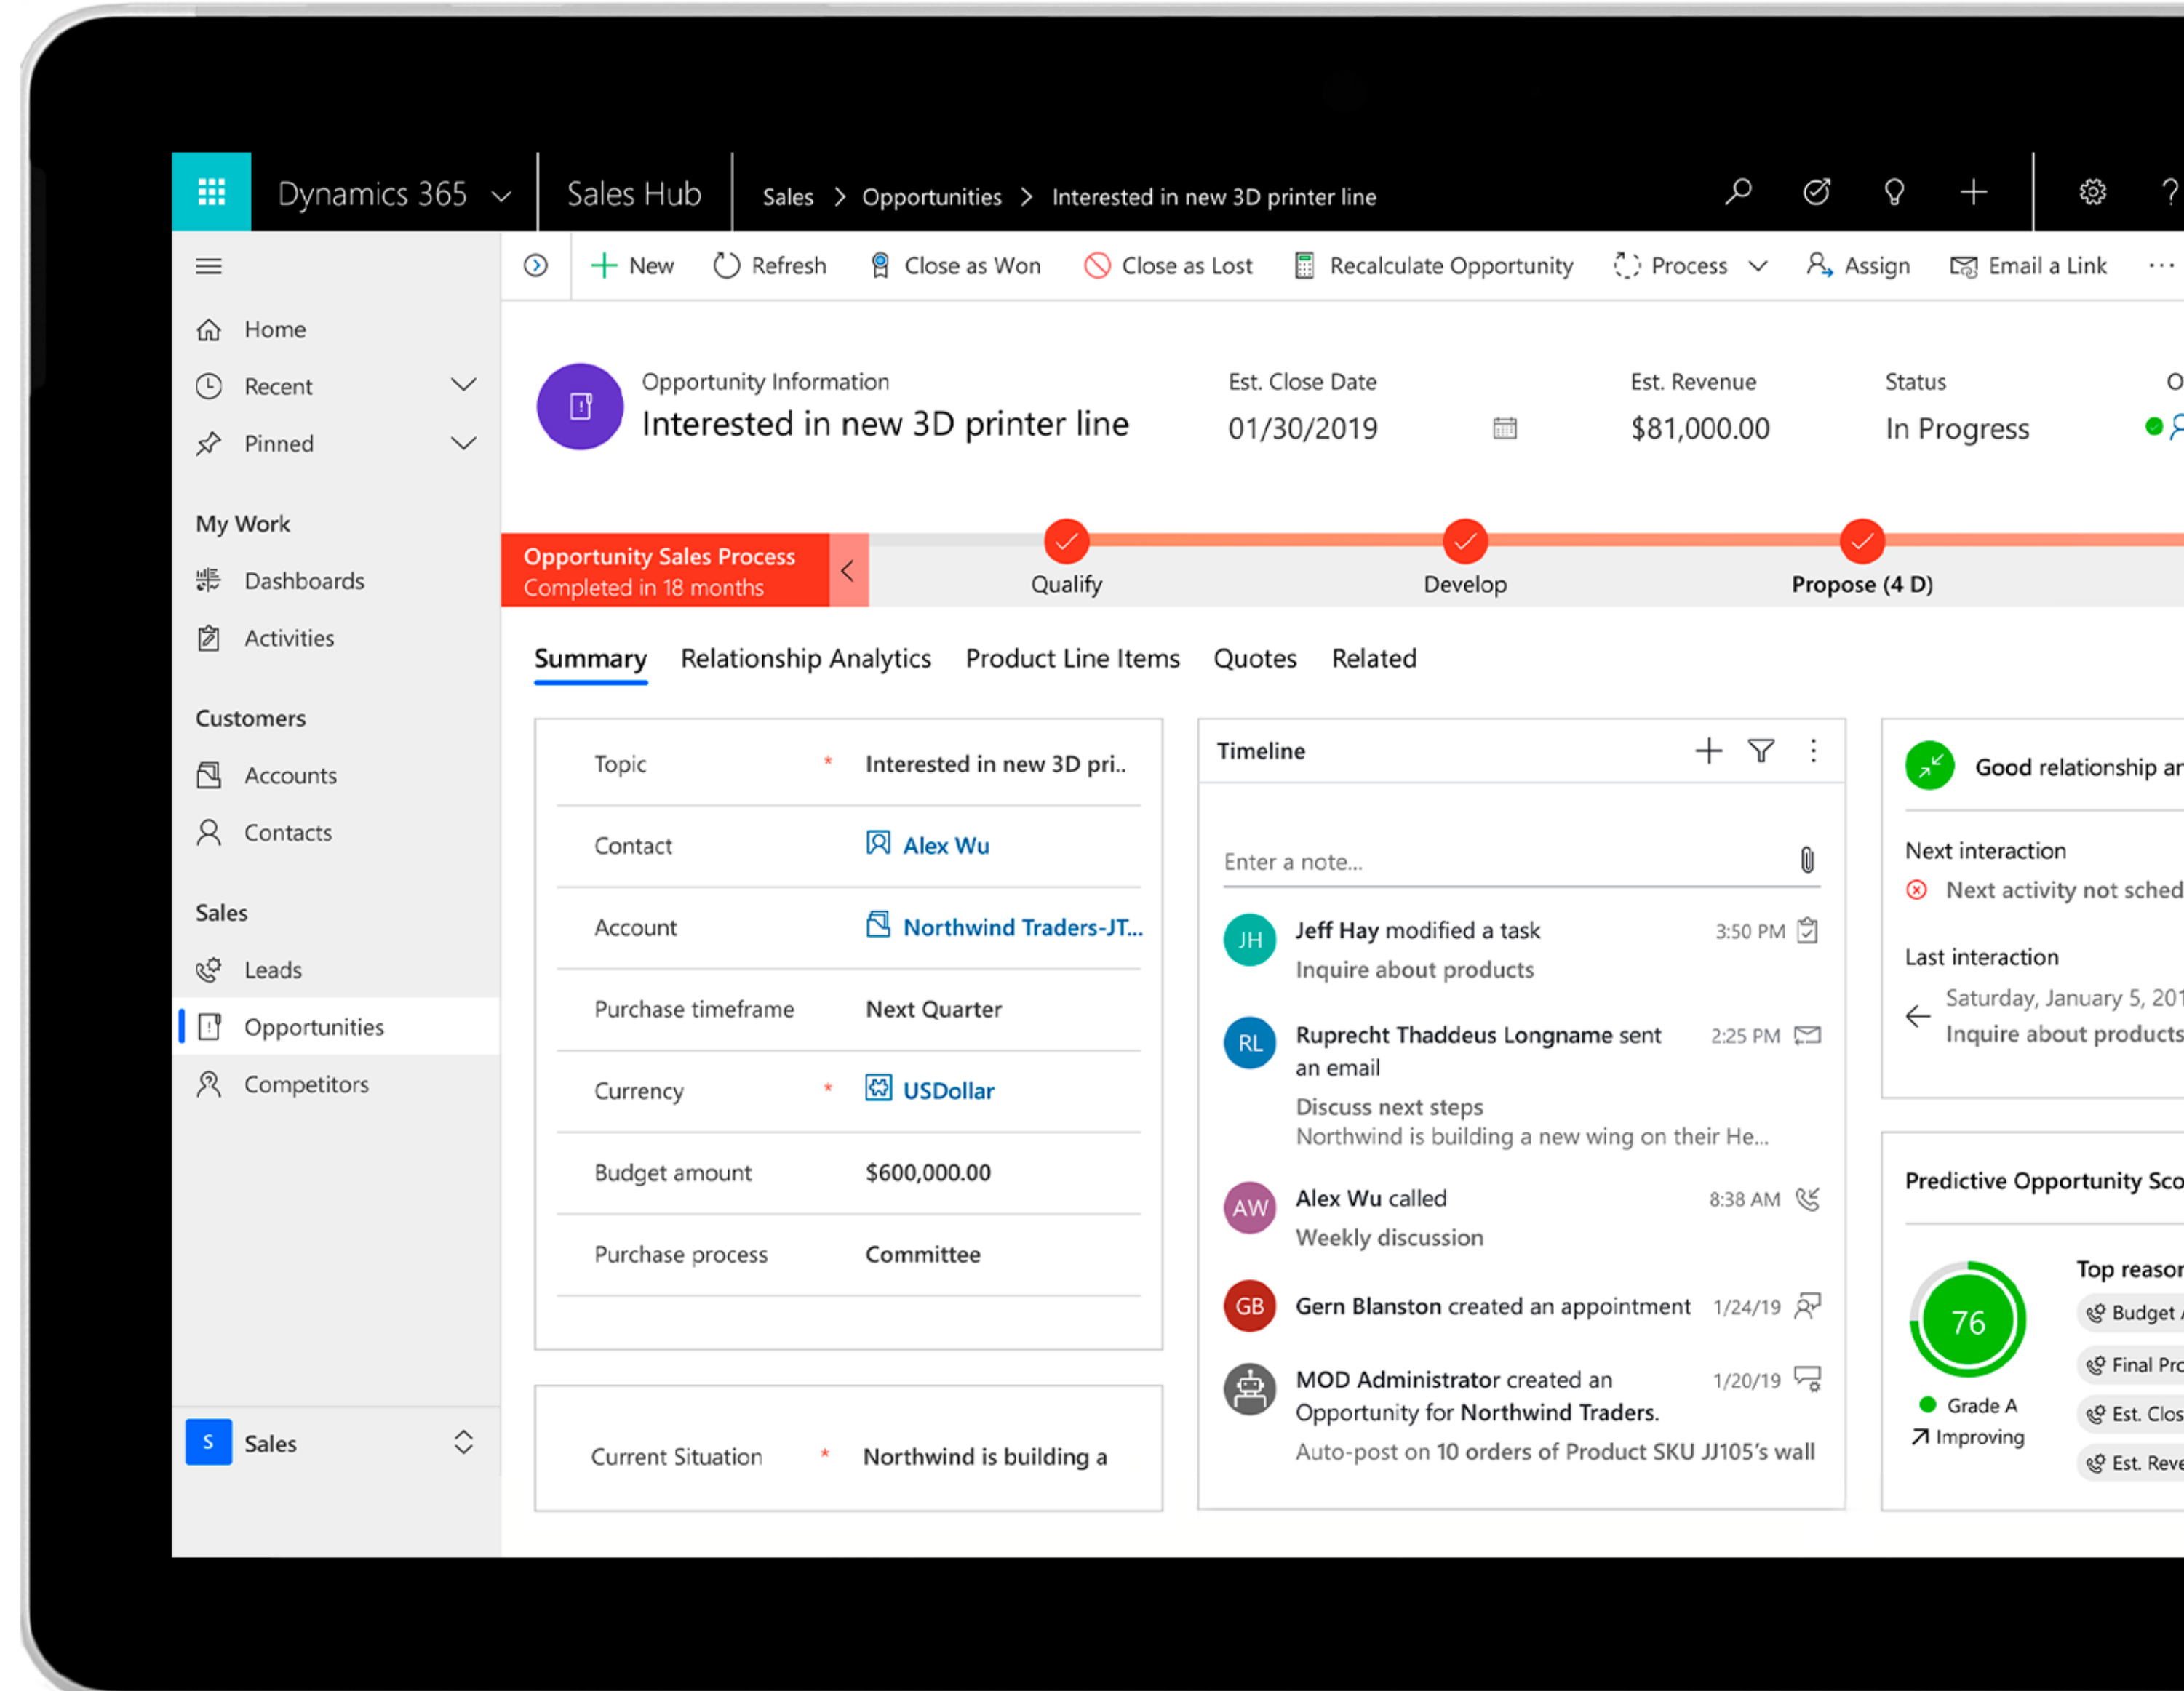 Dynamics 365
Sales Hub
Sales > Opportunities > Interested in new 3D printer line
?
New
Refresh
Close as Won
Close as Lost
Recalculate Opportunity
Process
Assign
Email a Link
Home
Recent
Pinned
My Work
Dashboards
Activities
Customers
Accounts
Contacts
Sales
Leads
Opportunities
Competitors
S
Sales
Opportunity Information
Interested in new 3D printer line
Est. Close Date
01/30/2019
Est. Revenue
$81,000.00
Status
In Progress
Opportunity Sales Process
Completed in 18 months
Qualify
Develop
Propose (4 D)
Summary
Relationship Analytics
Product Line Items
Quotes
Related
Topic * Interested in new 3D pri..
Contact Alex Wu
Account Northwind Traders-JT...
Purchase timeframe Next Quarter
Currency * USDollar
Budget amount $600,000.00
Purchase process Committee
Current Situation * Northwind is building a
Timeline
Enter a note...
JH
Jeff Hay modified a task 3:50 PM
Inquire about products
RL
Ruprecht Thaddeus Longname sent 2:25 PM
an email
Discuss next steps
Northwind is building a new wing on their He...
AW
Alex Wu called 8:38 AM
Weekly discussion
GB
Gern Blanston created an appointment 1/24/19
MOD Administrator created an 1/20/19
Opportunity for Northwind Traders.
Auto-post on 10 orders of Product SKU JJ105's wall
Good relationship
Next interaction
Next activity not
Last interaction
Saturday, January 5,
Inquire about products
Predictive Opportunity
76
Grade A
Improving
Top
Budget
Final
Est.
Est.